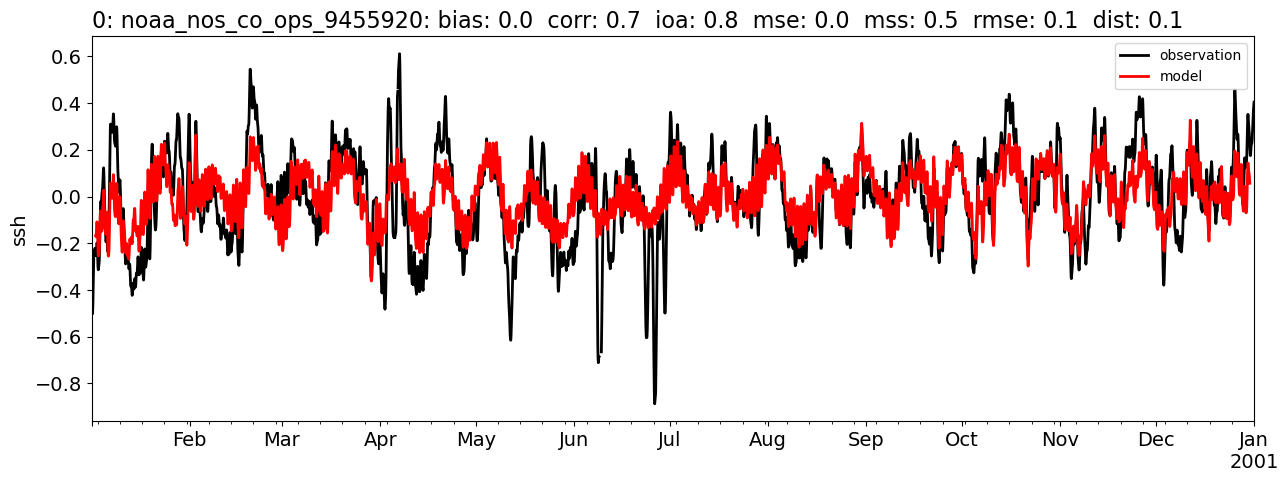 0: noaa_nos_co_ops_9455920: bias: 0.0 corr: 0.7 ioa: 0.8 mse: 0.0 mss: 0.5 rmse: 0.1 dist: 0.1
observation
model
ssh
0.6
0.4
0.2
0.0
−0.2
−0.4
−0.6
−0.8
Feb Mar Apr May Jun Jul Aug Sep Oct Nov Dec Jan
2001